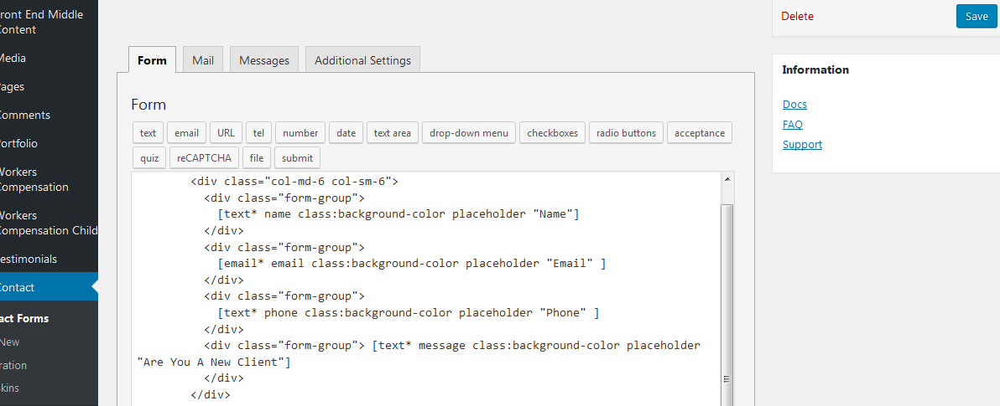 ront End Middle
Content
Media
Pages
Comments
Portfolio
Workers
Compensation
Workers
Compensation Child
Testimonials
Contact
act Forms
New
ration
skins
Form
Mail
Messages
Additional Settings
Form
text
email
URL
tel
number
date
text area
drop-down menu
checkboxes
radio buttons
acceptance
quiz
reCAPTCHA
file
submit
<div class="col-md-6 col-sm-6">
<div class="form-group">
[text* name class:background-color placeholder "Name"]
</div>
<div class="form-group">
[email* email class:background-color placeholder "Email" ]
</div>
<div class="form-group">
[text* phone class:background-color placeholder "Phone" ]
</div>
<div class="form-group"> [text* message class:background-color placeholder
"Are You A New Client"]
</div>
</div>
Delete
Save
Information
Docs
FAQ
Support